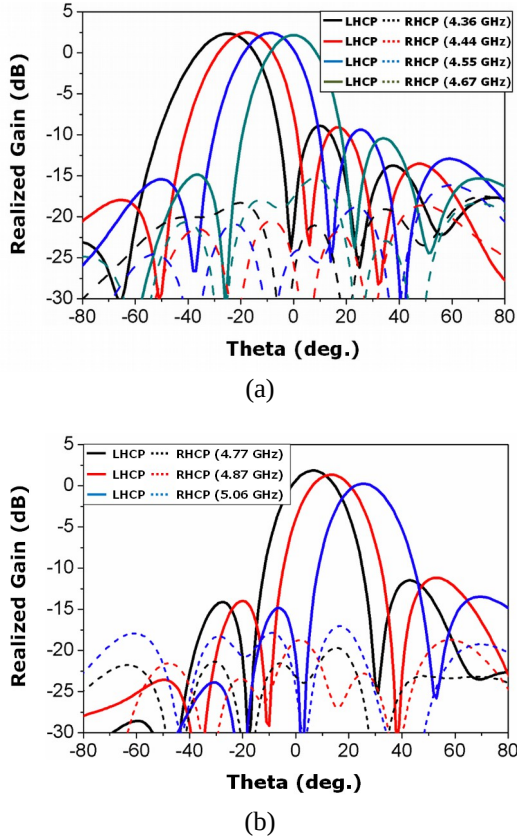 LHCP RHCP (4.36 GHz)
LHCP RHCP (4.44 GHz)
LHCP RHCP (4.55 GHz)
LHCP RHCP (4.67 GHz)
Realized Gain (dB)
5
0
-5
-10
-15
-20
-25
-30
-80 -60 -40 -20 0 20 40 60 80
Theta (deg.)
(a)
LHCP RHCP (4.77 GHz)
LHCP RHCP (4.87 GHz)
LHCP RHCP (5.06 GHz)
Realized Gain (dB)
5
0
-5
-10
-15
-20
-25
-30
-80 -60 -40 -20 0 20 40 60 80
Theta (deg.)
(b)